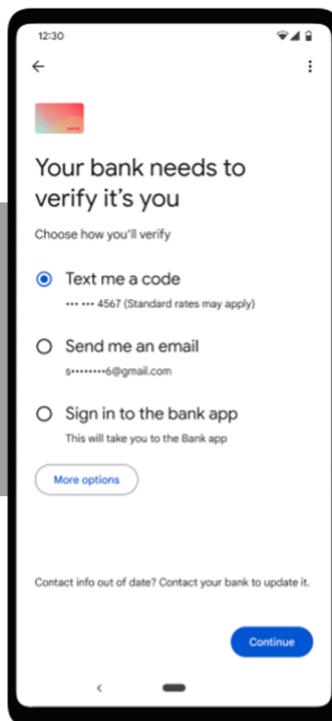 12:30
Your bank needs to
verify it's you
Choose how you'll verify
Text me a code
••• ••• 4567 (Standard rates may apply)
Send me an email
s••••••••6@gmail.com
Sign in to the bank app
This will take you to the Bank app
More options
Contact info out of date? Contact your bank to update it.
Continue